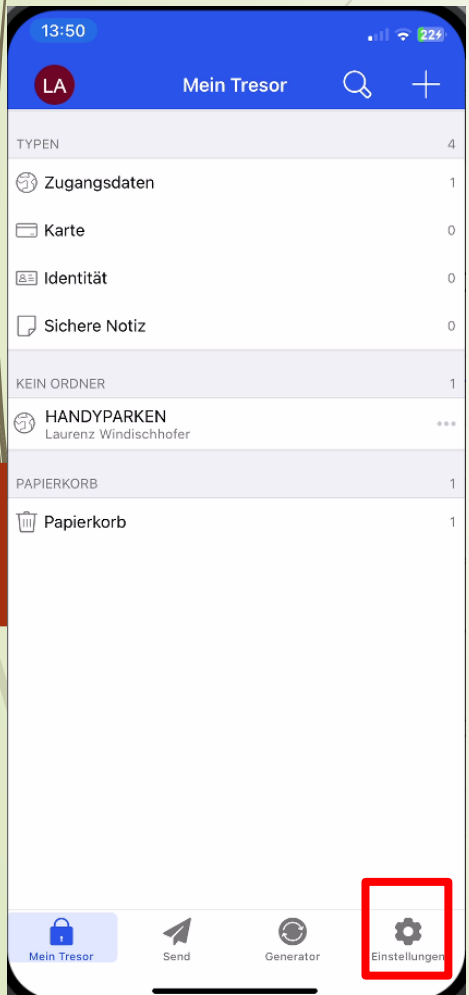 13:50
22
LA
Mein Tresor
TYPEN 4
Zugangsdaten 1
Karte 0
Identität 0
Sichere Notiz 0
KEIN ORDNER 1
HANDYPARKEN
Laurenz Windischhofer
PAPIERKORB 1
Papierkorb 1
Mein Tresor Send Generator Einstellungen